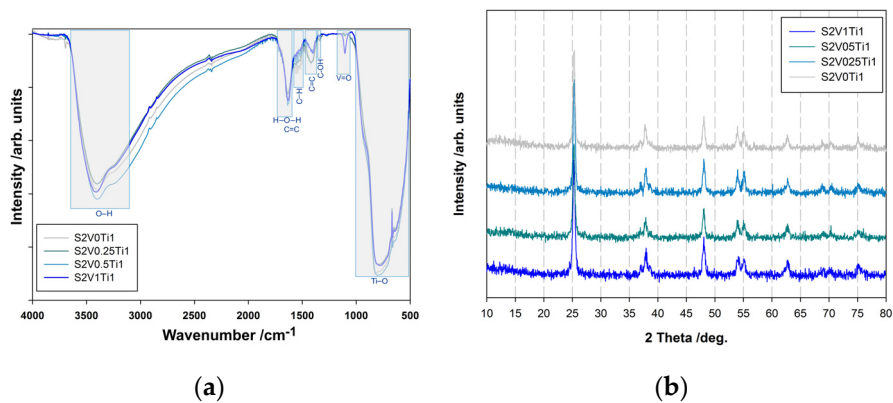 Intensity /arb. units
H–O–H
C=C
C–H
C=C
C-OH
V=O
O–H
Ti–O
S2V0Ti1
S2V0.25Ti1
S2V0.5Ti1
S2V1Ti1
4000 3500 3000 2500 2000 1500 1000 500
Wavenumber /cm⁻¹
(a)
Intensity /arb. units
S2V1Ti1
S2V05Ti1
S2V025Ti1
S2V0Ti1
10 15 20 25 30 35 40 45 50 55 60 65 70 75 80
2 Theta /deg.
(b)